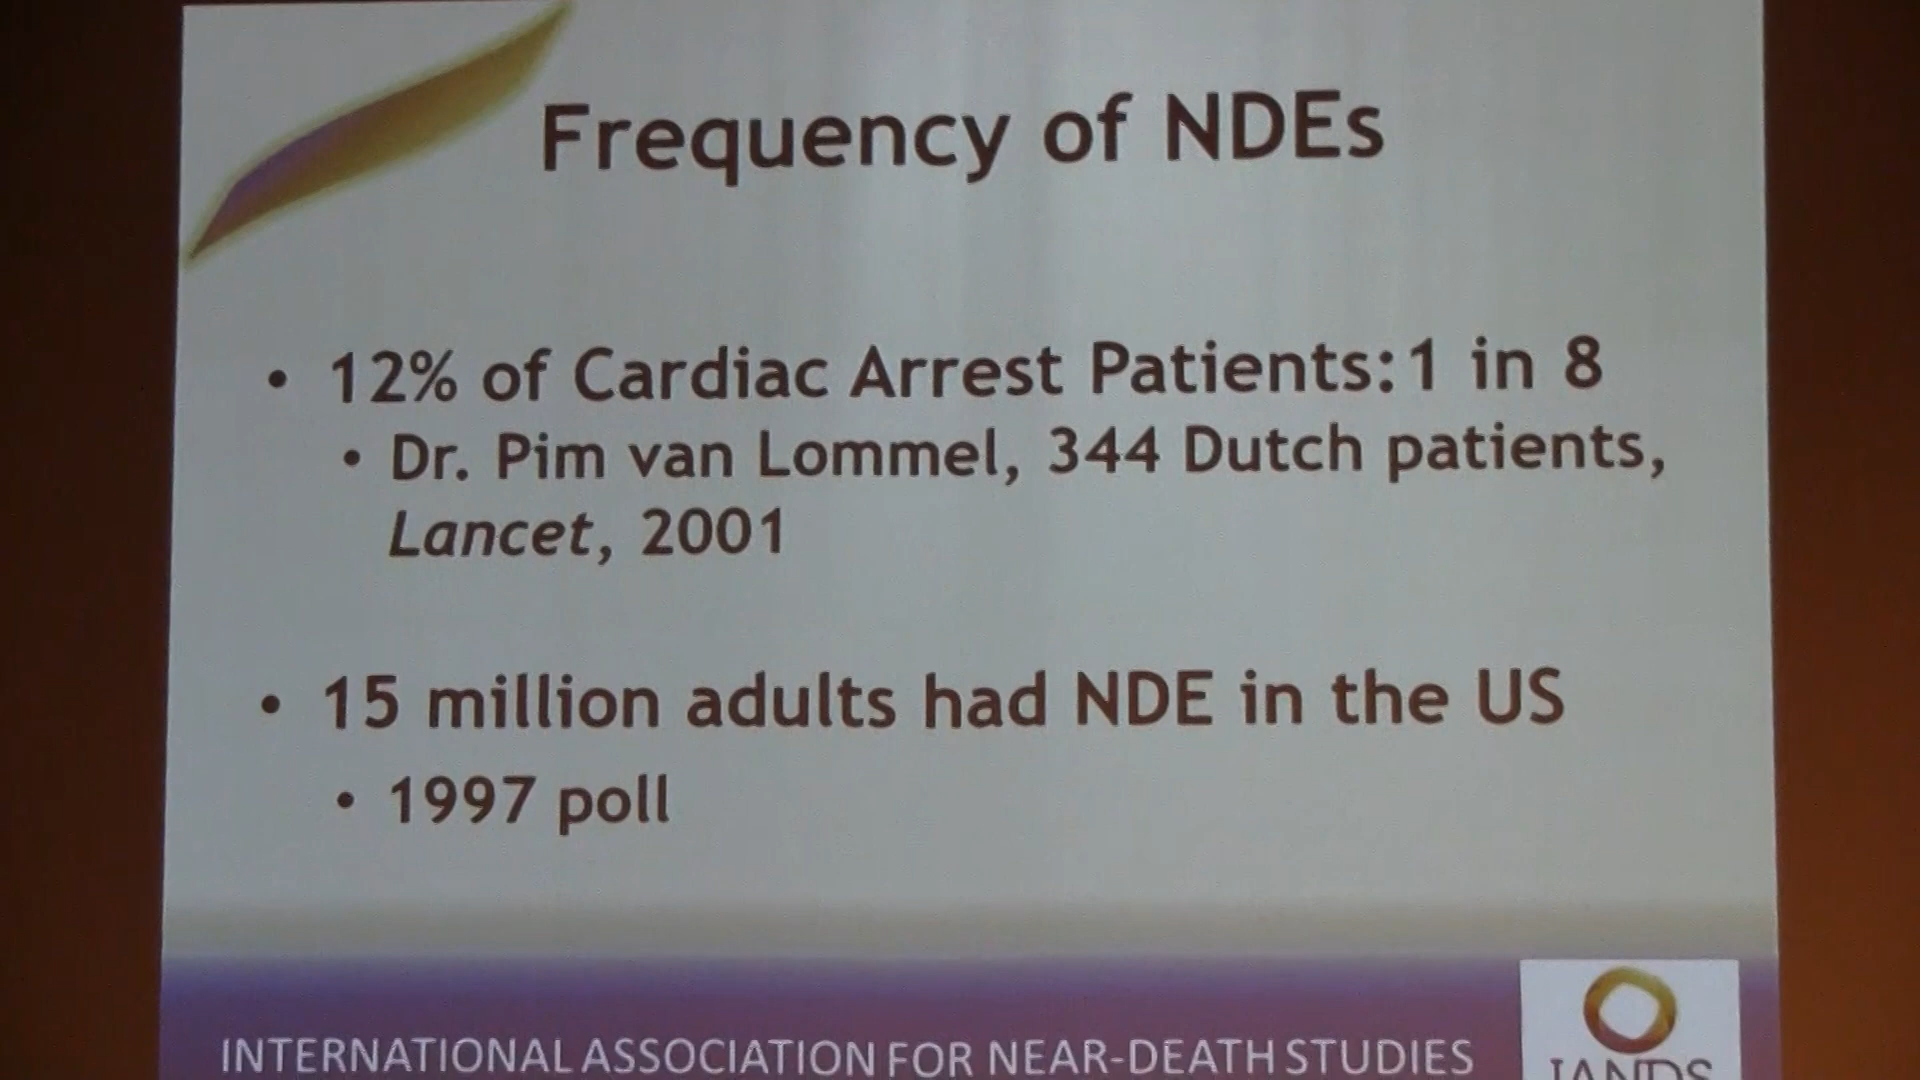 Frequency of NDEs
• 12% of Cardiac Arrest Patients:1 in 8
• Dr. Pim van Lommel, 344 Dutch patients,
Lancet, 2001
• 15 million adults had NDE in the US
• 1997 poll
INTERNATIONAL ASSOCIATION FOR NEAR-DEATH STUDIES
IANDS